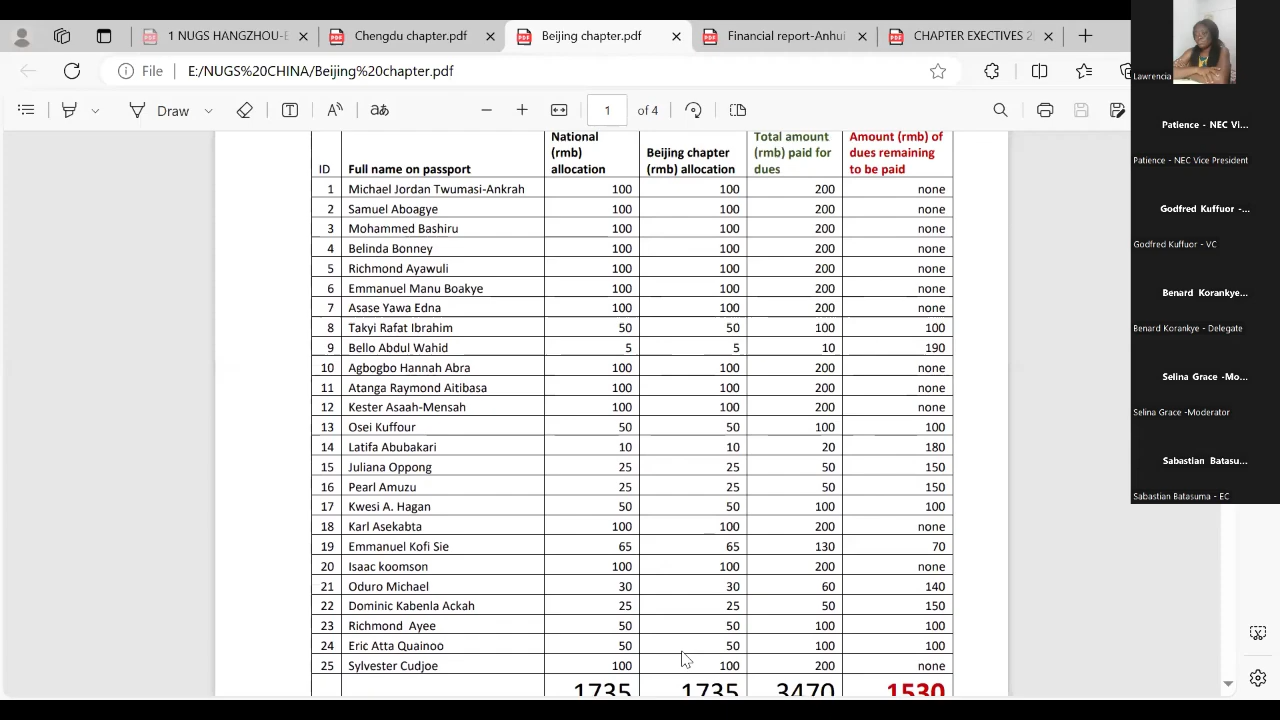 1 NUGS HANGZHOU-E
Chengdu chapter.pdf
Beijing chapter.pdf
Financial report-Anhui
CHAPTER EXECTIVES 2
File E:/NUGS%20CHINA/Beijing%20chapter.pdf
Draw 1 of 4
ID Full name on passport National (rmb) allocation Beijing chapter (rmb) allocation Total amount (rmb) paid for dues Amount (rmb) of dues remaining to be paid
1 Michael Jordan Twumasi-Ankrah 100 100 200 none
2 Samuel Aboagye 100 100 200 none
3 Mohammed Bashiru 100 100 200 none
4 Belinda Bonney 100 100 200 none
5 Richmond Ayawuli 100 100 200 none
6 Emmanuel Manu Boakye 100 100 200 none
7 Asase Yawa Edna 100 100 200 none
8 Takyi Rafat Ibrahim 50 50 100 100
9 Bello Abdul Wahid 5 5 10 190
10 Agbogbo Hannah Abra 100 100 200 none
11 Atanga Raymond Aitibasa 100 100 200 none
12 Kester Asaah-Mensah 100 100 200 none
13 Osei Kuffour 50 50 100 100
14 Latifa Abubakari 10 10 20 180
15 Juliana Oppong 25 25 50 150
16 Pearl Amuzu 25 25 50 150
17 Kwesi A. Hagan 50 50 100 100
18 Karl Asekabta 100 100 200 none
19 Emmanuel Kofi Sie 65 65 130 70
20 Isaac koomson 100 100 200 none
21 Oduro Michael 30 30 60 140
22 Dominic Kabenla Ackah 25 25 50 150
23 Richmond Ayee 50 50 100 100
24 Eric Atta Quainoo 50 50 100 100
25 Sylvester Cudjoe 100 100 200 none
1735 1735 3470 1530
Lawrencia
Patience - NEC Vi...
Patience - NEC Vice President
Godfred Kuffuor -...
Godfred Kuffuor - VC
Benard Korankye...
Benard Korankye - Delegate
Selina Grace -Mo...
Selina Grace -Moderator
Sabastian Batasu...
Sabastian Batasuma - EC